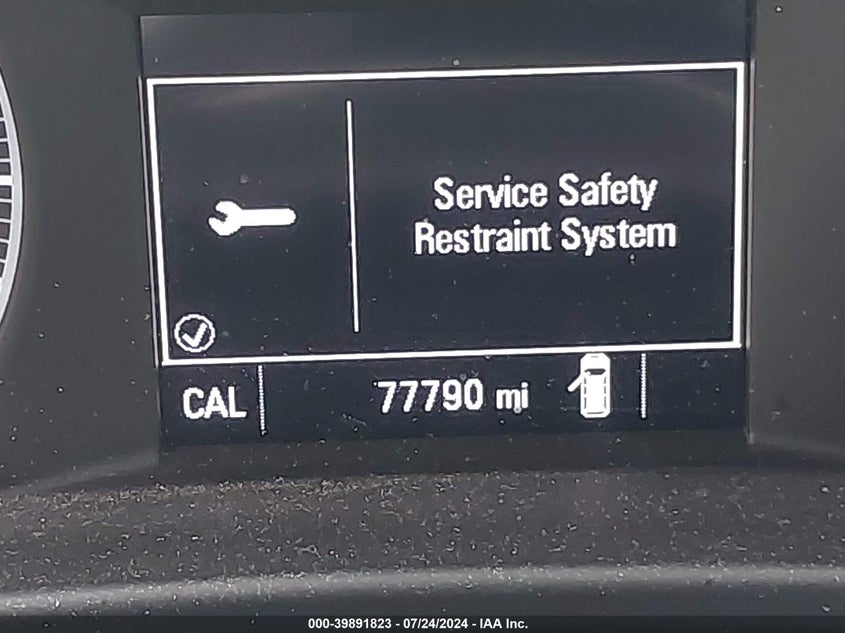 Service Safety
Restraint System
CAL
77790 mi
000-39891823 - 07/24/2024 - IAA Inc.